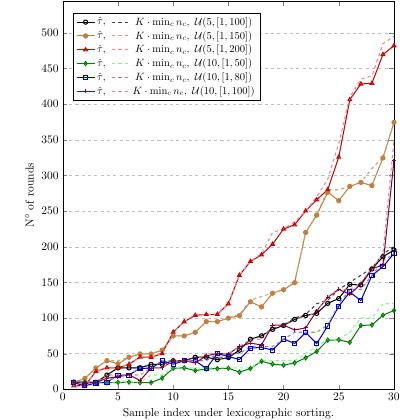 500
450
400
350
300
250
200
150
100
50
0
0 5 10 15 20 25 30
N° of rounds
Sample index under lexicographic sorting.
τ̂, K · min_c n_c, 𝒰(5, [1, 100])
τ̂, K · min_c n_c, 𝒰(5, [1, 150])
τ̂, K · min_c n_c, 𝒰(5, [1, 200])
τ̂, K · min_c n_c, 𝒰(10, [1, 50])
τ̂, K · min_c n_c, 𝒰(10, [1, 80])
τ̂, K · min_c n_c, 𝒰(10, [1, 100])